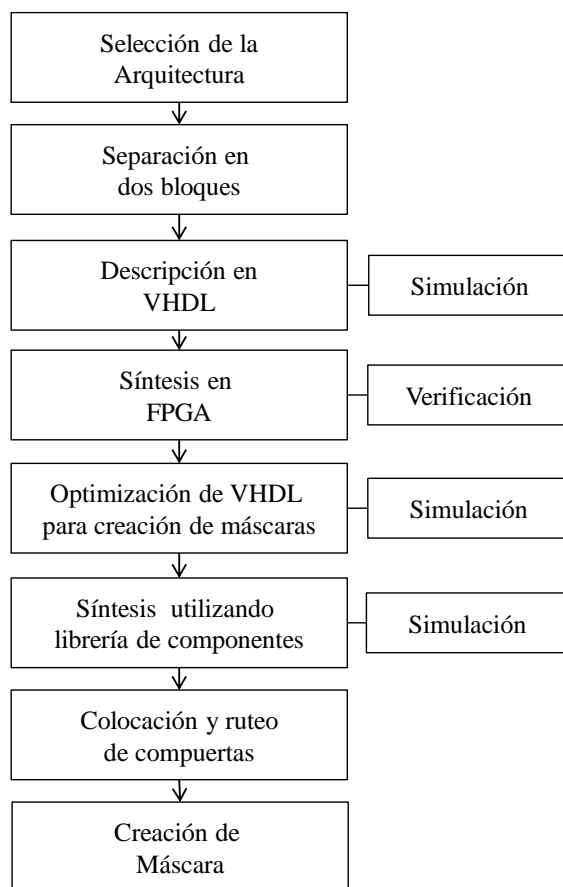 Selección de la
Arquitectura
Separación en
dos bloques
Descripción en
VHDL
Simulación
Síntesis en
FPGA
Verificación
Optimización de VHDL
para creación de máscaras
Simulación
Síntesis utilizando
librería de componentes
Simulación
Colocación y ruteo
de compuertas
Creación de
Máscara